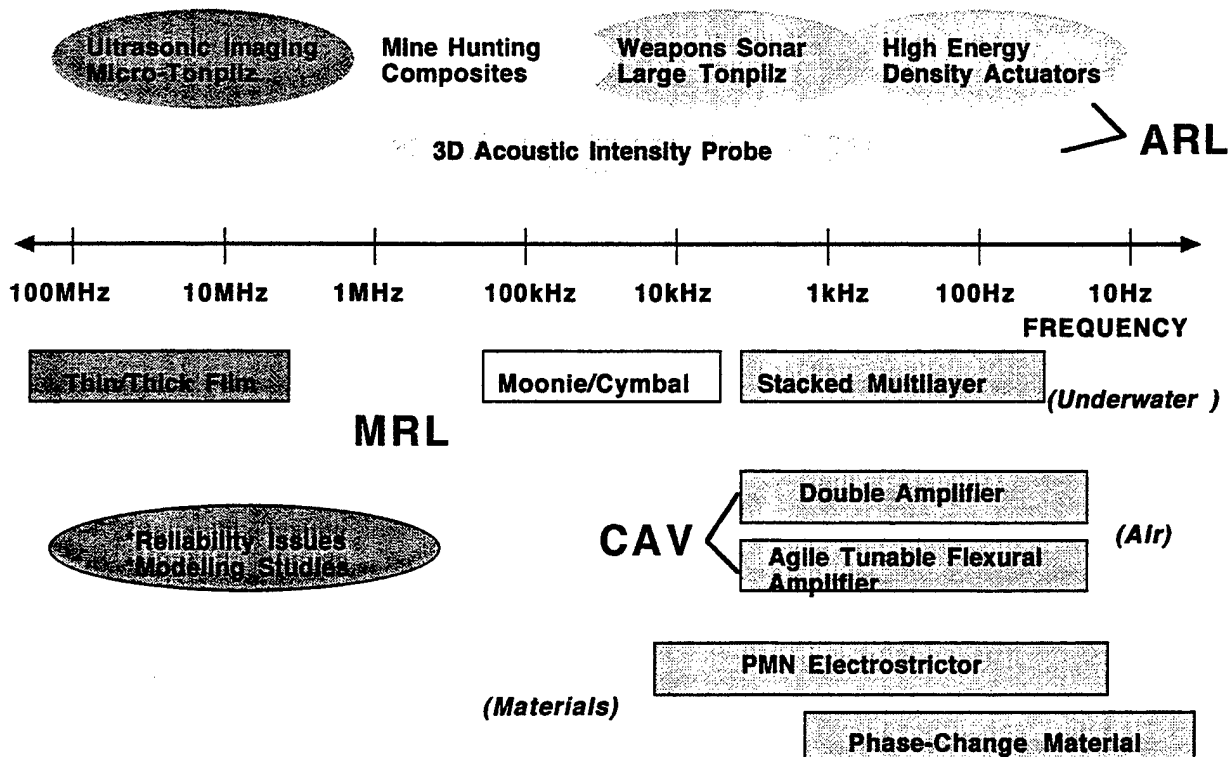 Ultrasonic Imaging
Micro-Tonpilz
Mine Hunting
Composites
Weapons Sonar
Large Tonpilz
High Energy
Density Actuators
ARL
3D Acoustic Intensity Probe
100MHz 10MHz 1MHz 100kHz 10kHz 1kHz 100Hz 10Hz
FREQUENCY
Thin/Thick Film
Moonie/Cymbal
Stacked Multilayer
(Underwater )
MRL
Double Amplifier
*Reliability Issues
Modeling Studies
CAV
(Air)
Agile Tunable Flexural
Amplifier
PMN Electrostrictor
(Materials)
Phase-Change Material